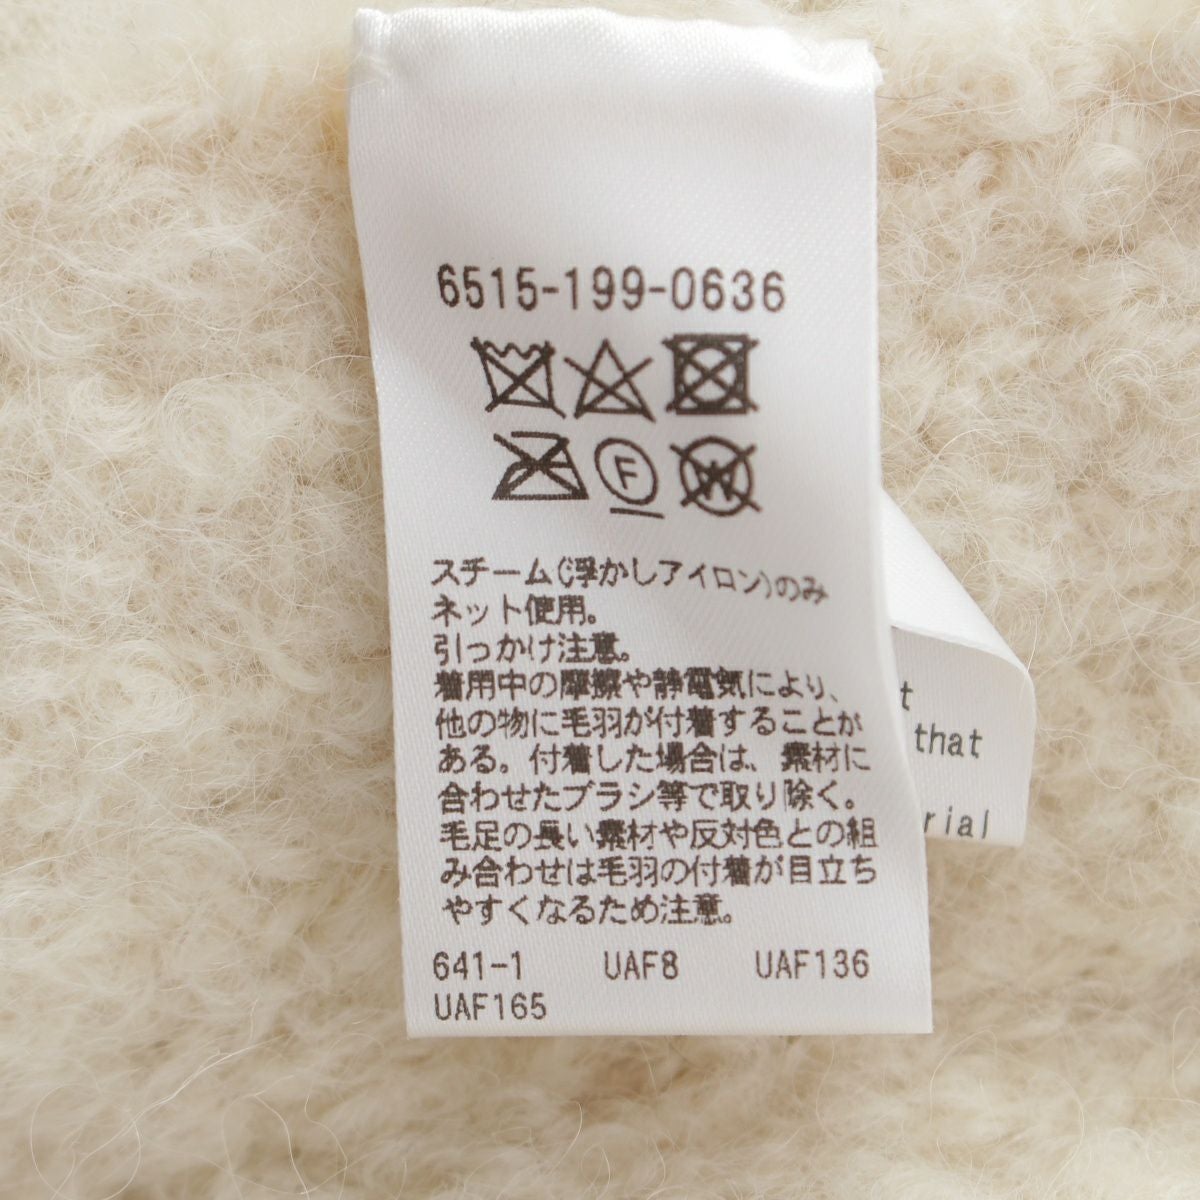 6515-199-0636
F
W
スチーム(浮かしアイロン)のみ
ネット使用。
引っかけ注意。
着用中の摩擦や静電気により、
他の物に毛羽が付着することが
ある。付着した場合は、素材に
合わせたブラシ等で取り除く。
毛足の長い素材や反対色との組
み合わせは毛羽の付着が目立ち
やすくなるため注意。
641-1 UAF8 UAF136
UAF165
t
that
rial